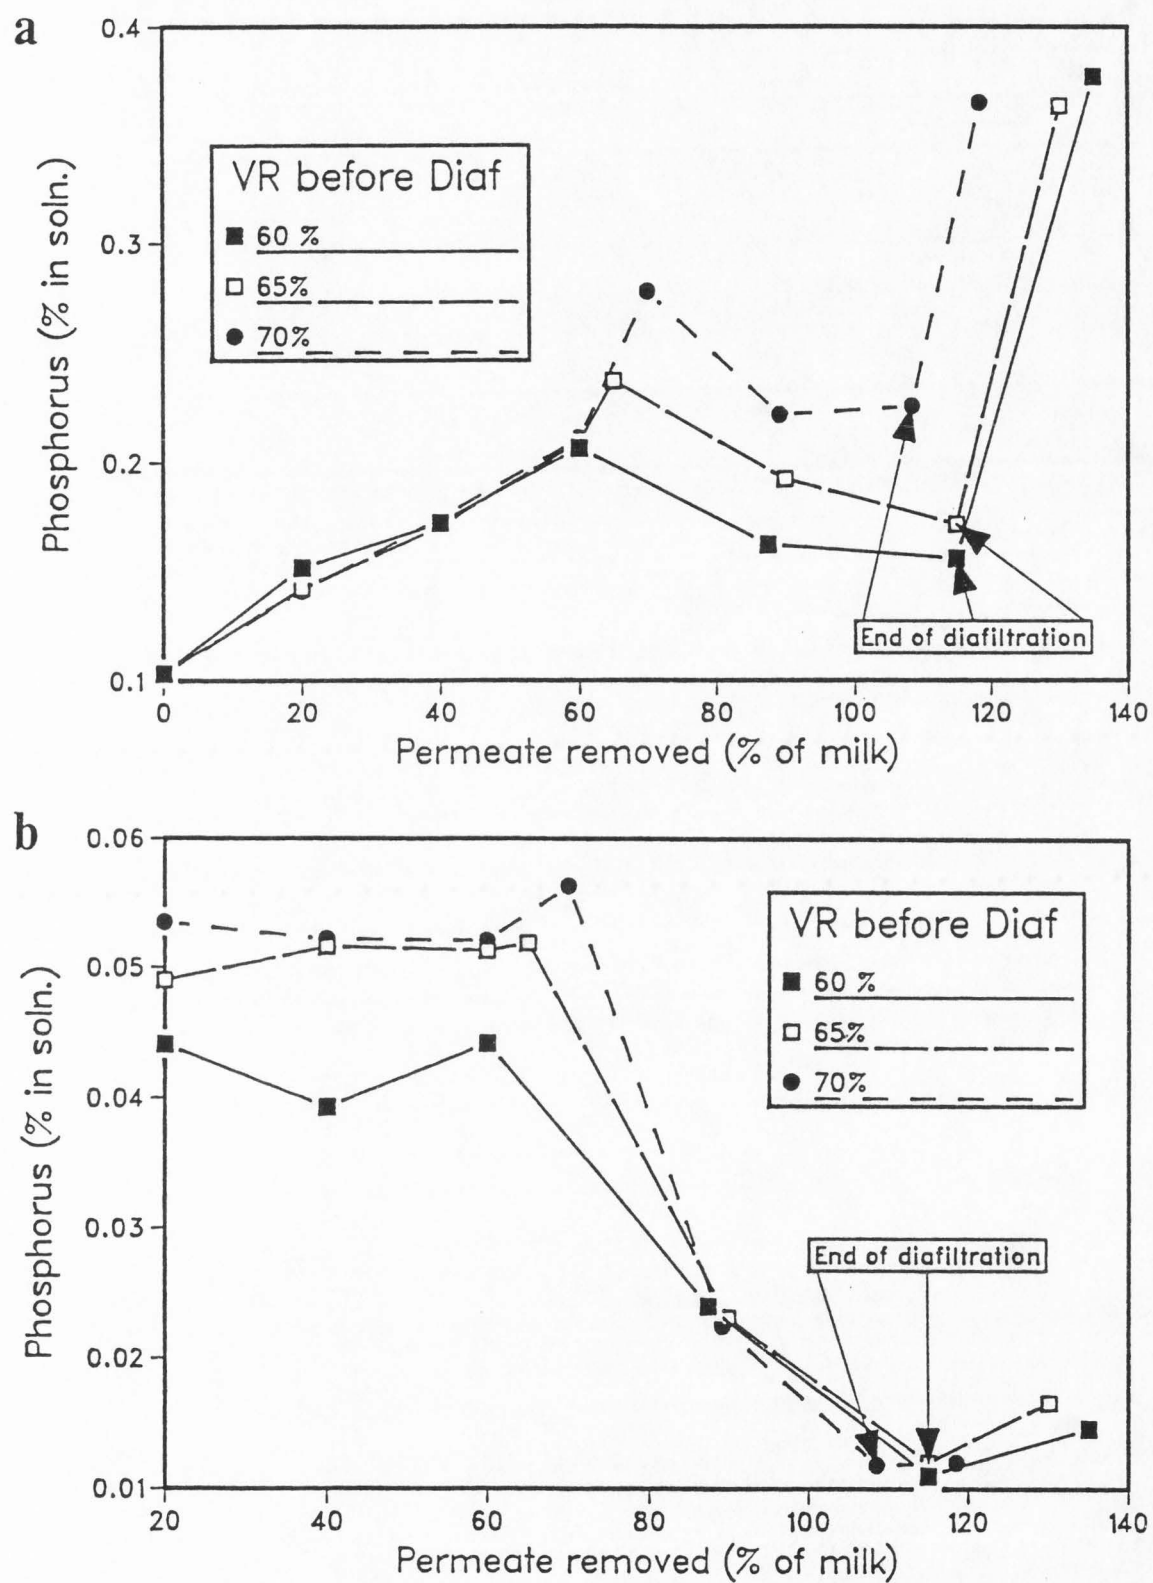 a
0.4
0.3
0.2
0.1
Phosphorus (% in soln.)
VR before Diaf
60 %
65%
70%
End of diafiltration
0 20 40 60 80 100 120 140
Permeate removed (% of milk)
b
0.06
0.05
0.04
0.03
0.02
0.01
Phosphorus (% in soln.)
VR before Diaf
60 %
65%
70%
End of diafiltration
20 40 60 80 100 120 140
Permeate removed (% of milk)